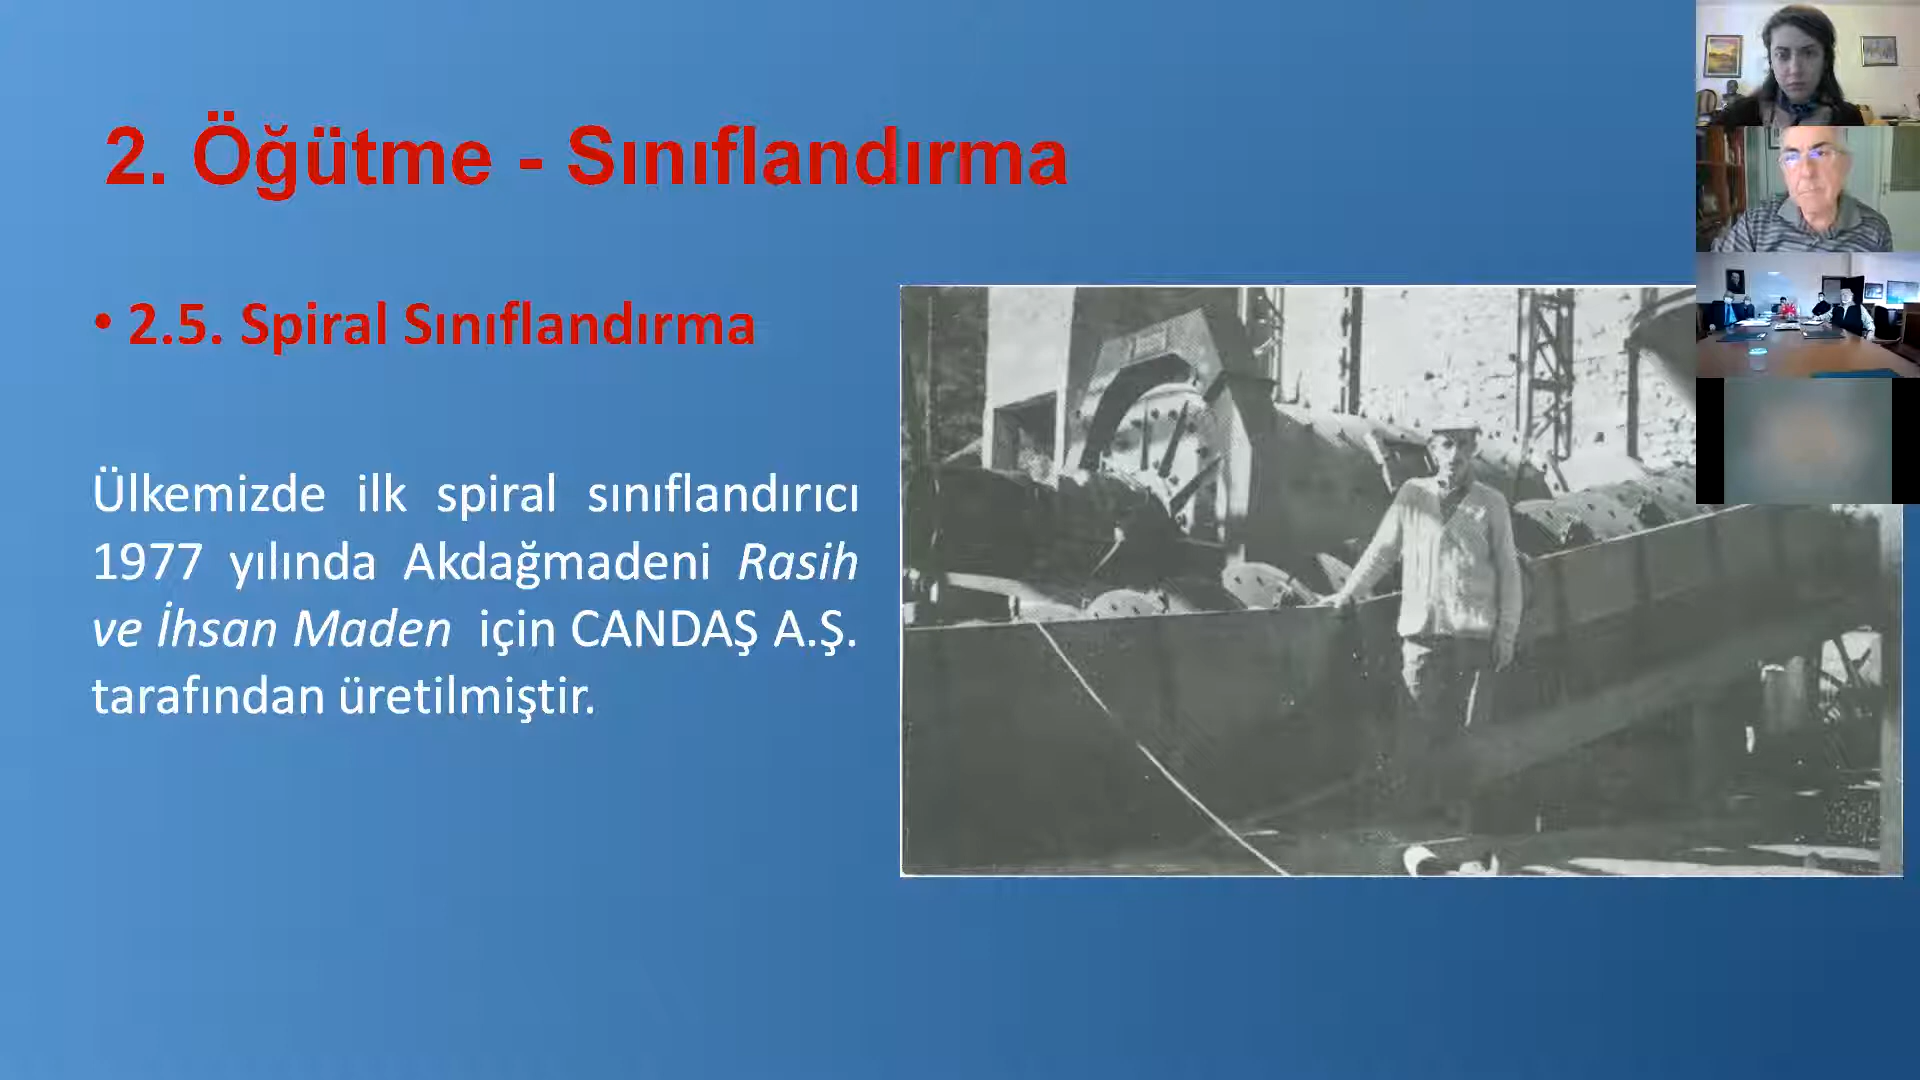 2. Öğütme - Sınıflandırma
• 2.5. Spiral Sınıflandırma
Ülkemizde ilk spiral sınıflandırıcı
1977 yılında Akdağmadeni Rasih
ve İhsan Maden için CANDAŞ A.Ş.
tarafından üretilmiştir.